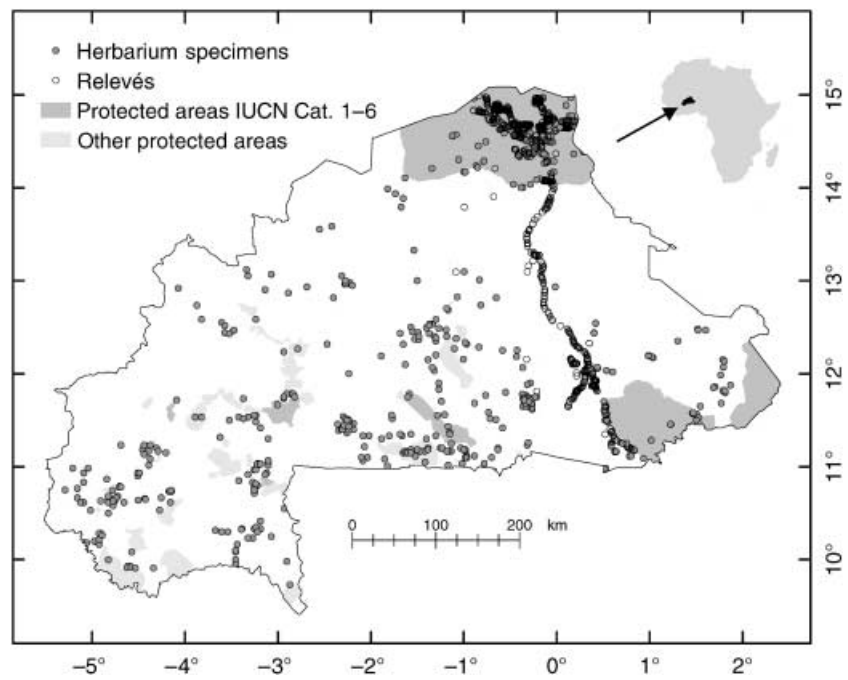 Herbarium specimens
Relevés
Protected areas IUCN Cat. 1–6
Other protected areas
15°
14°
13°
12°
11°
10°
0 100 200 km
–5° –4° –3° –2° –1° 0° 1° 2°